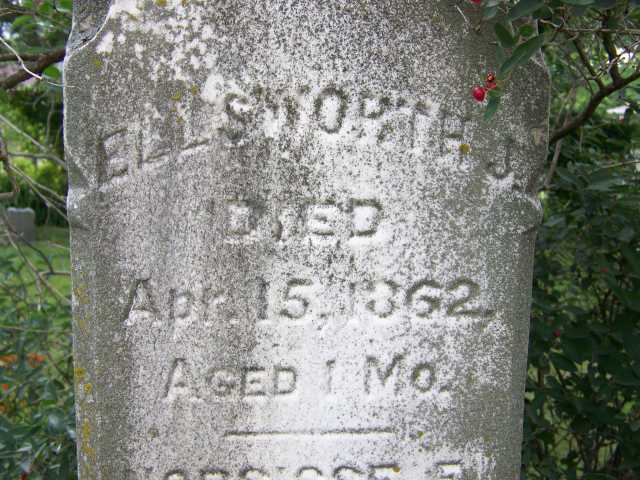 ELLSWORTH J.
DIED
Apr. 15, 1862.
AGED 1 MO.